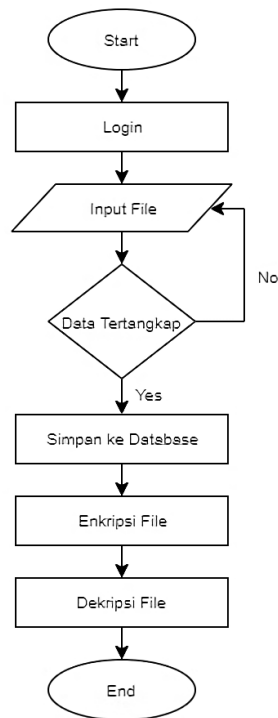 Start
Login
Input File
Data Tertangkap
No
Yes
Simpan ke Database
Enkripsi File
Dekripsi File
End